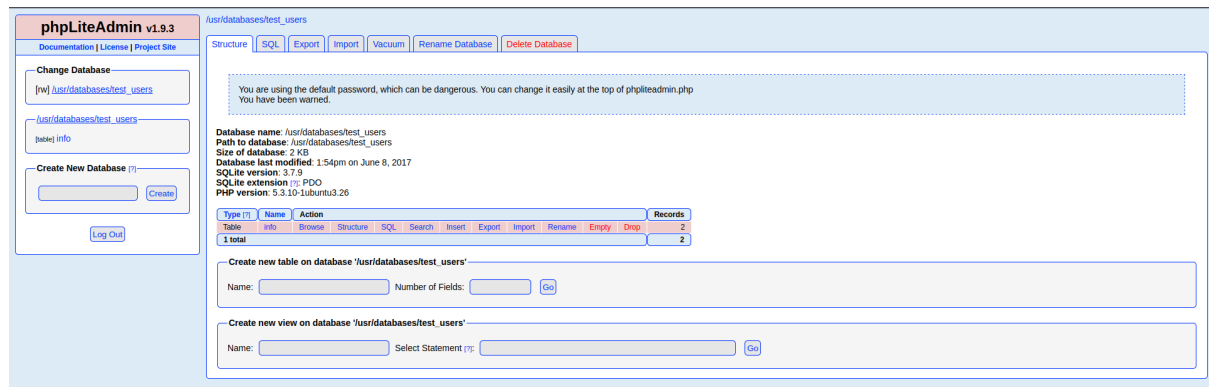 phpLiteAdmin v1.9.3
Documentation | License | Project Site
Change Database
[rw] /usr/databases/test_users
/usr/databases/test_users
[table] info
Create New Database [?]
Create
Log Out
/usr/databases/test_users
Structure SQL Export Import Vacuum Rename Database Delete Database
You are using the default password, which can be dangerous. You can change it easily at the top of phpliteadmin.php
You have been warned.
Database name: /usr/databases/test_users
Path to database: /usr/databases/test_users
Size of database: 2 KB
Database last modified: 1:54pm on June 8, 2017
SQLite version: 3.7.9
SQLite extension [?]: PDO
PHP version: 5.3.10-1ubuntu3.26
Type [?] Name Action Records
Table info Browse Structure SQL Search Insert Export Import Rename Empty Drop 2
1 total 2
Create new table on database '/usr/databases/test_users'
Name: Number of Fields: Go
Create new view on database '/usr/databases/test_users'
Name: Select Statement [?]: Go